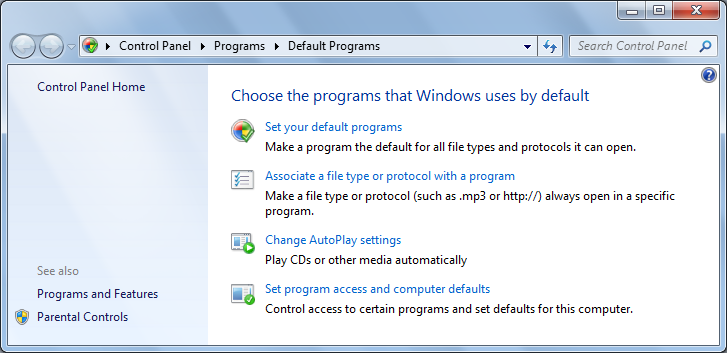 Control Panel Programs Default Programs
Search Control Panel
Control Panel Home
Choose the programs that Windows uses by default
Set your default programs
Make a program the default for all file types and protocols it can open.
Associate a file type or protocol with a program
Make a file type or protocol (such as .mp3 or http://) always open in a specific
program.
Change AutoPlay settings
Play CDs or other media automatically
Set program access and computer defaults
Control access to certain programs and set defaults for this computer.
See also
Programs and Features
Parental Controls